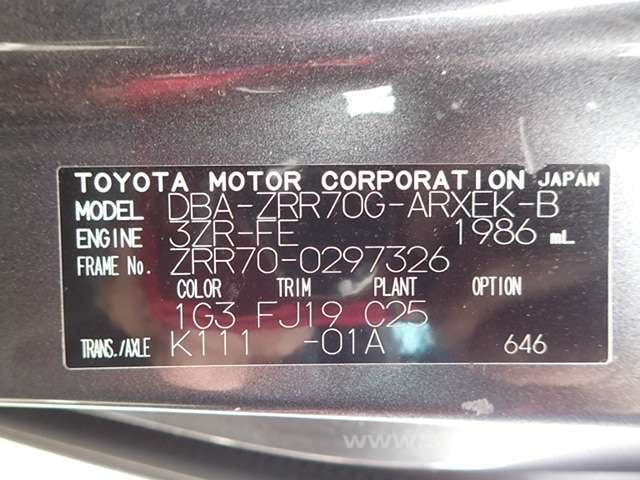 TOYOTA MOTOR CORPORATION JAPAN
MODEL DBA-ZRR70G-ARXEK-B
ENGINE 3ZR-FE 1986 mL
FRAME No. ZRR70-0297326
COLOR TRIM PLANT OPTION
1G3 FJ19 C25
TRANS./AXLE K111 -01A 646